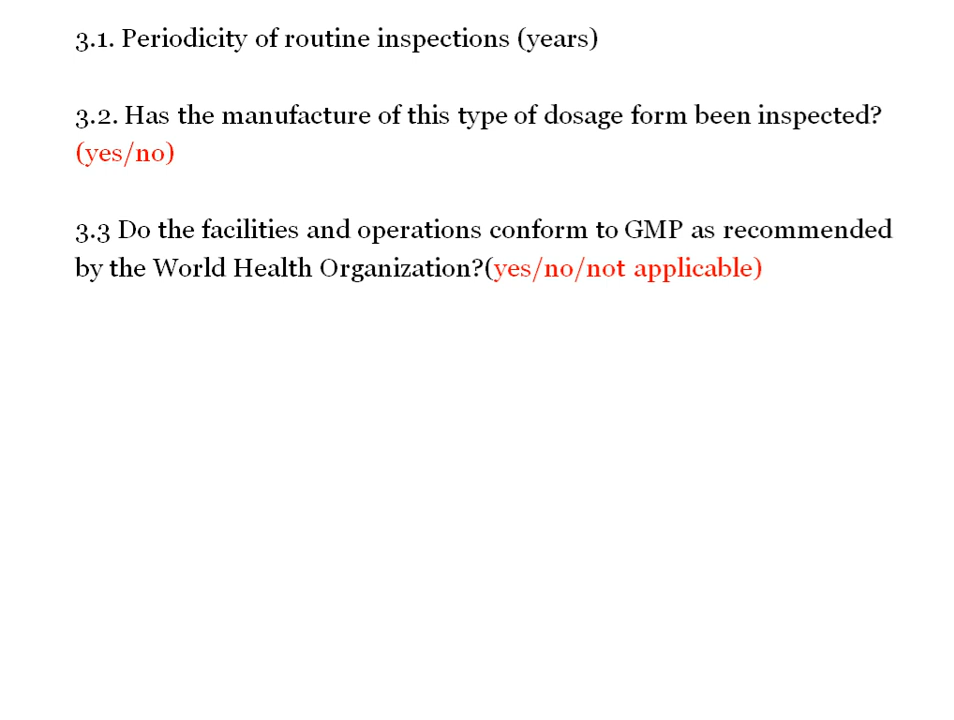 3.1. Periodicity of routine inspections (years)
3.2. Has the manufacture of this type of dosage form been inspected?
(yes/no)
3.3 Do the facilities and operations conform to GMP as recommended
by the World Health Organization?(yes/no/not applicable)